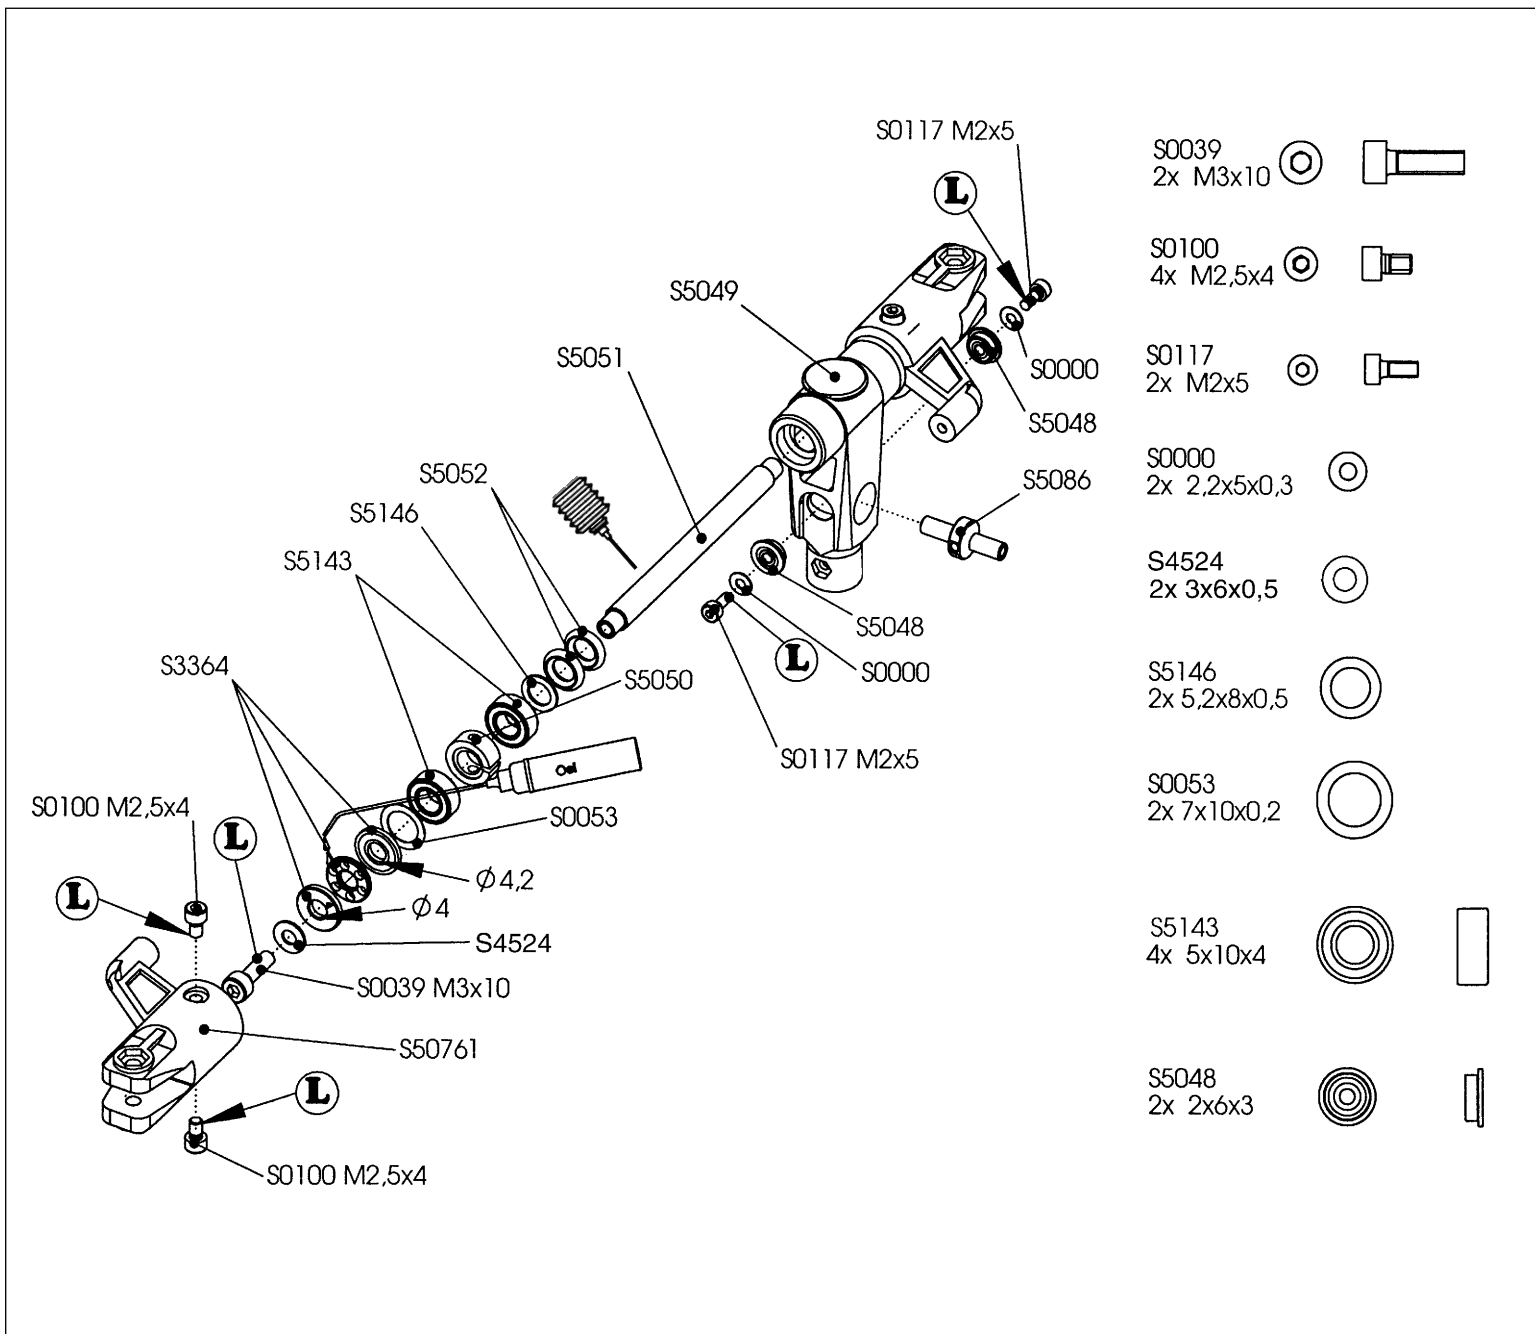 S0117 M2x5
L
S5049
S0000
S5051
S5048
S5052
S5086
S5146
S5143
S5048
L
S0000
S3364
S5050
S0117 M2x5
Oel
S0100 M2,5x4
S0053
L
Ø4,2
L
Ø4
S4524
S0039 M3x10
S50761
L
S0100 M2,5x4
S0039
2x M3x10
S0100
4x M2,5x4
S0117
2x M2x5
S0000
2x 2,2x5x0,3
S4524
2x 3x6x0,5
S5146
2x 5,2x8x0,5
S0053
2x 7x10x0,2
S5143
4x 5x10x4
S5048
2x 2x6x3